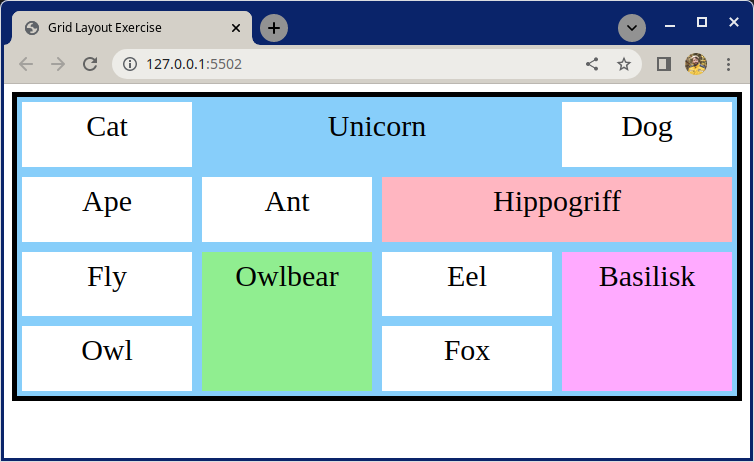 Grid Layout Exercise
127.0.0.1:5502
Cat Unicorn Dog
Ape Ant Hippogriff
Fly Owlbear Eel Basilisk
Owl Fox